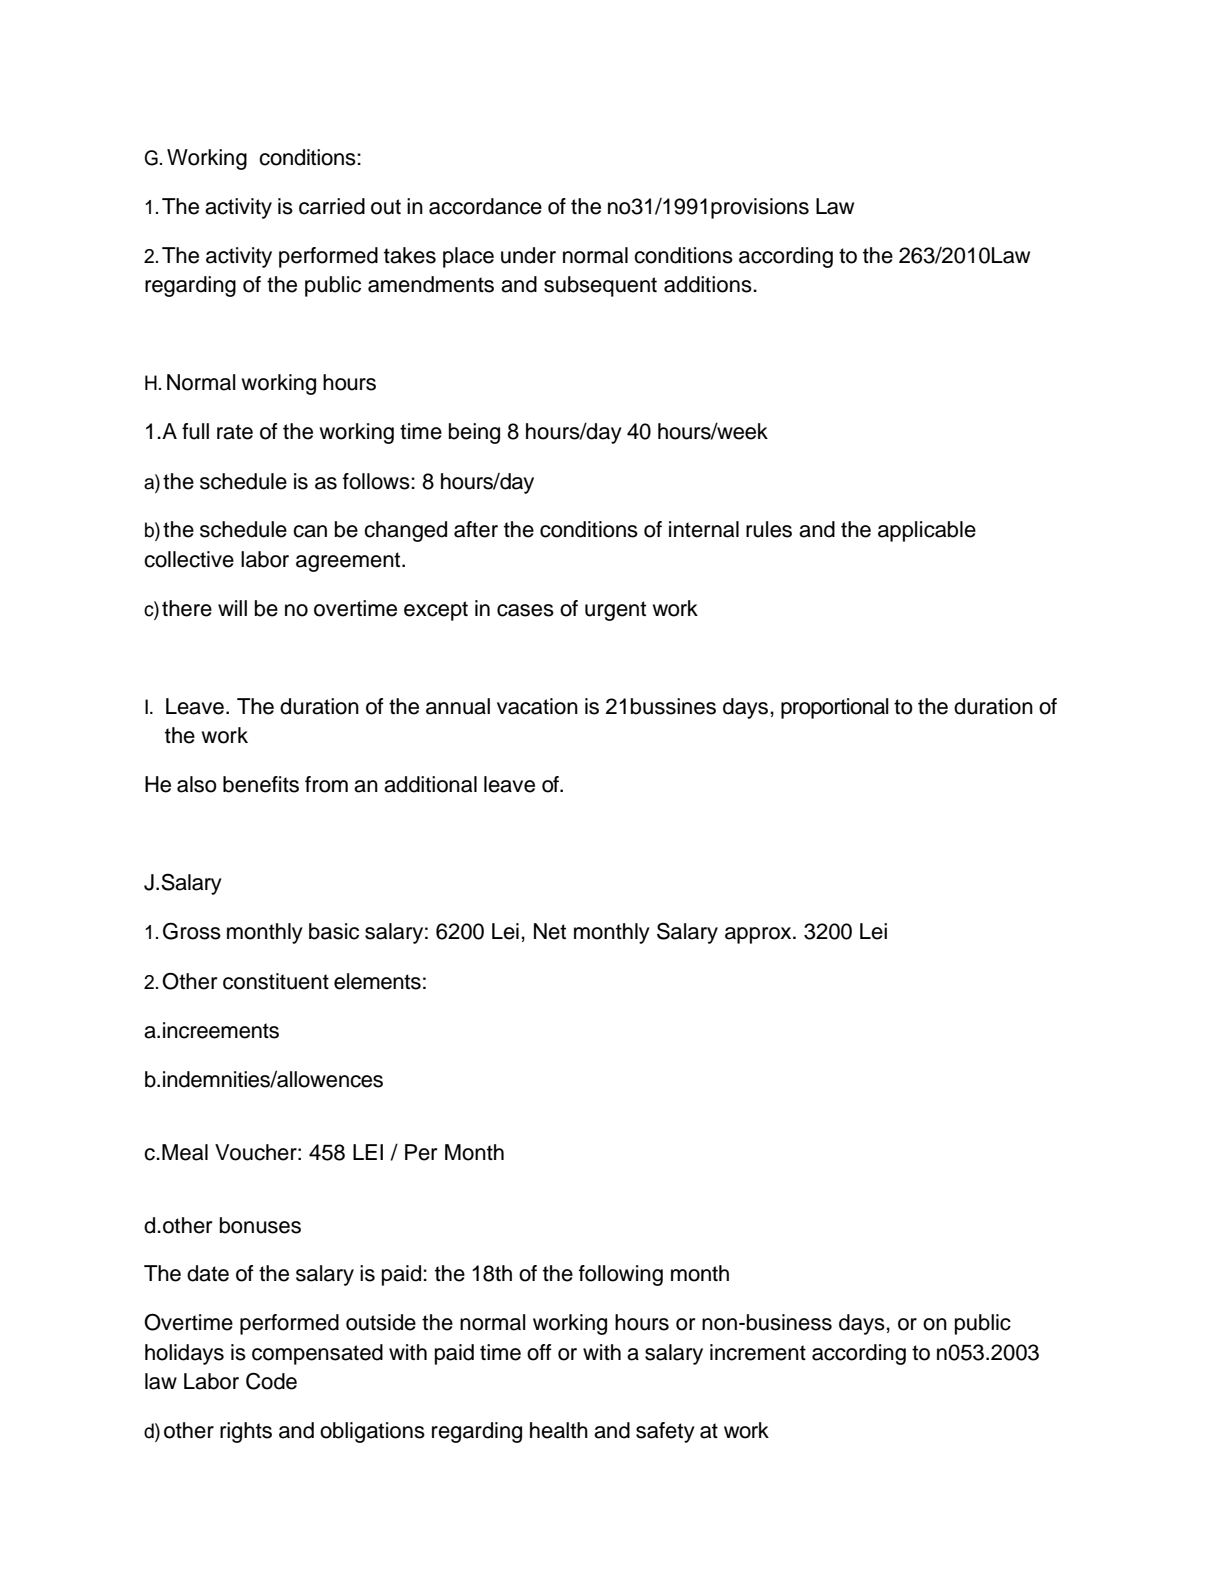 G. Working conditions:
1. The activity is carried out in accordance of the no31/1991provisions Law
2. The activity performed takes place under normal conditions according to the 263/2010Law
regarding of the public amendments and subsequent additions.
H. Normal working hours
1.A full rate of the working time being 8 hours/day 40 hours/week
a) the schedule is as follows: 8 hours/day
b) the schedule can be changed after the conditions of internal rules and the applicable
collective labor agreement.
c) there will be no overtime except in cases of urgent work
I. Leave. The duration of the annual vacation is 21bussines days, proportional to the duration of
the work
He also benefits from an additional leave of.
J.Salary
1. Gross monthly basic salary: 6200 Lei, Net monthly Salary approx. 3200 Lei
2. Other constituent elements:
a.increements
b.indemnities/allowences
c.Meal Voucher: 458 LEI / Per Month
d.other bonuses
The date of the salary is paid: the 18th of the following month
Overtime performed outside the normal working hours or non-business days, or on public
holidays is compensated with paid time off or with a salary increment according to n053.2003
law Labor Code
d) other rights and obligations regarding health and safety at work